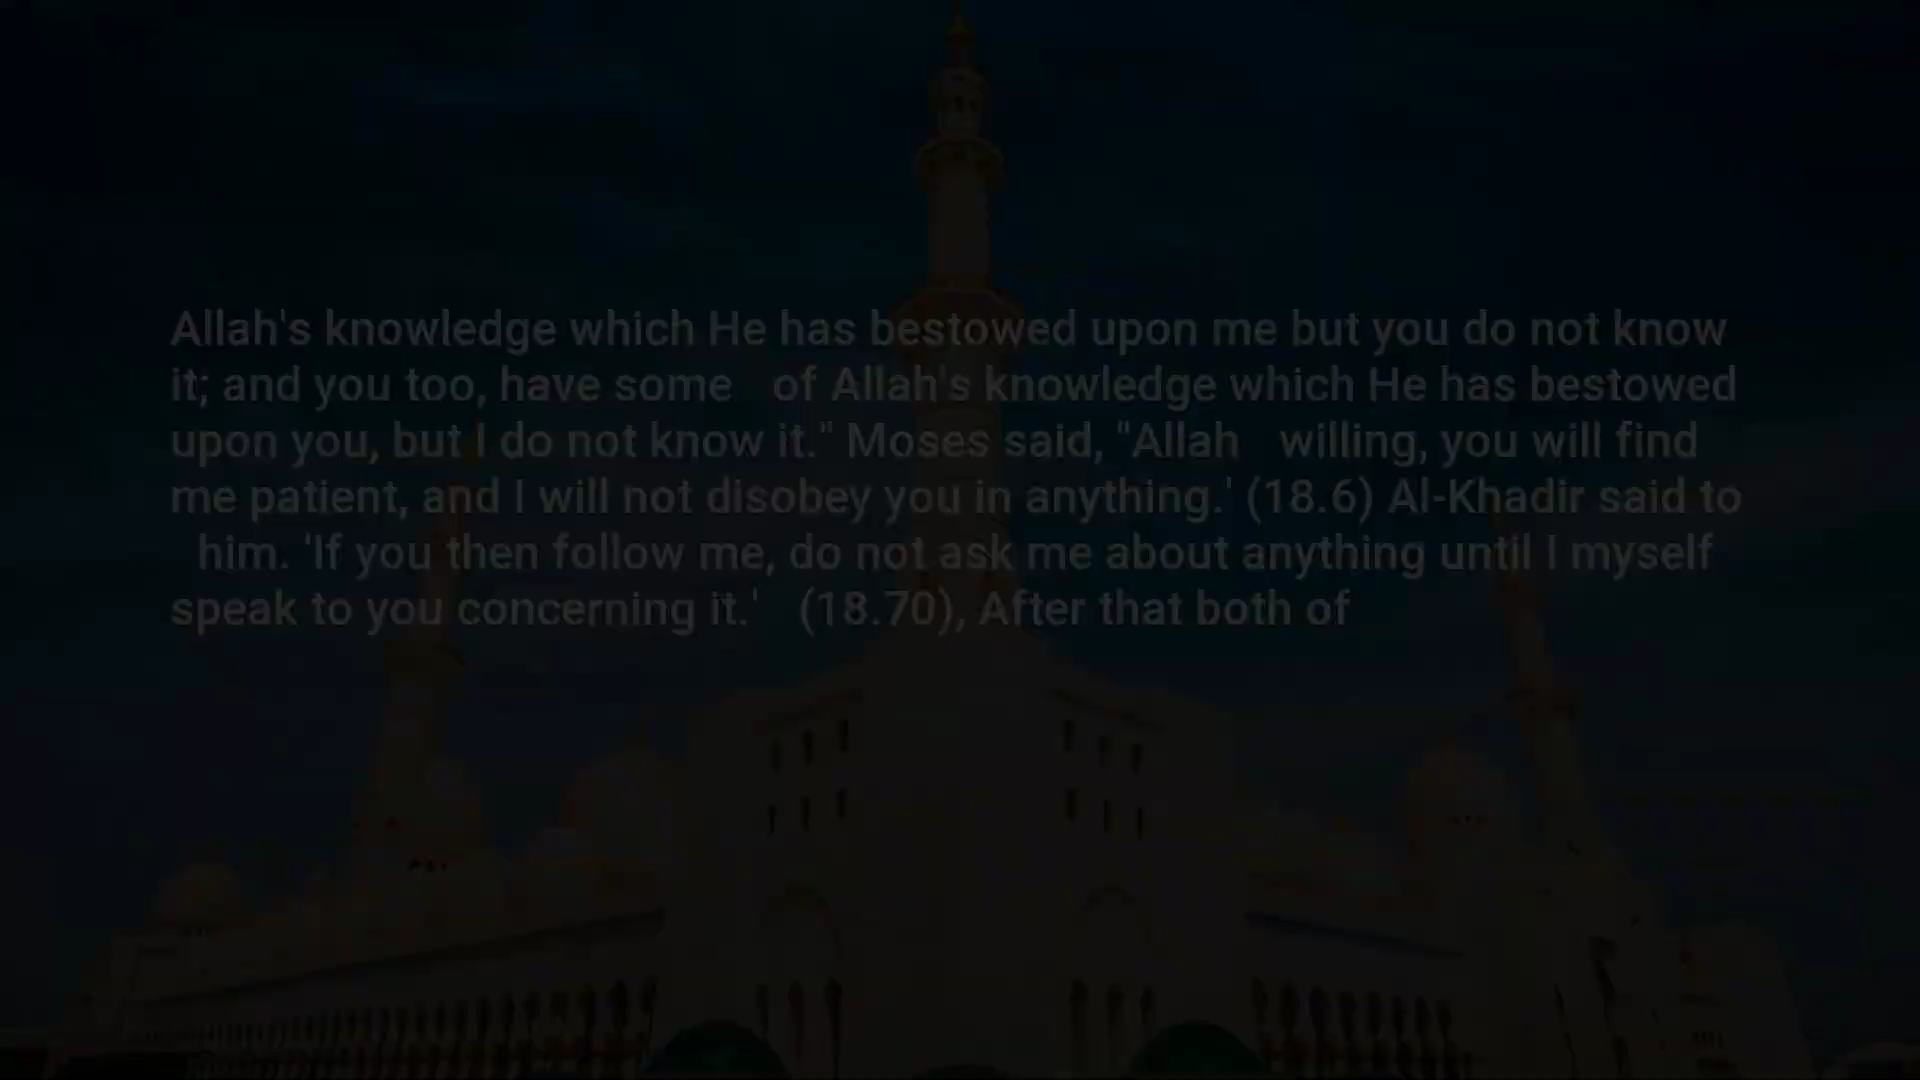 Allah's knowledge which He has bestowed upon me but you do not know
it; and you too, have some of Allah's knowledge which He has bestowed
upon you, but I do not know it." Moses said, "Allah willing, you will find
me patient, and I will not disobey you in anything.' (18.6) Al-Khadir said to
him. 'If you then follow me, do not ask me about anything until I myself
speak to you concerning it.' (18.70), After that both of